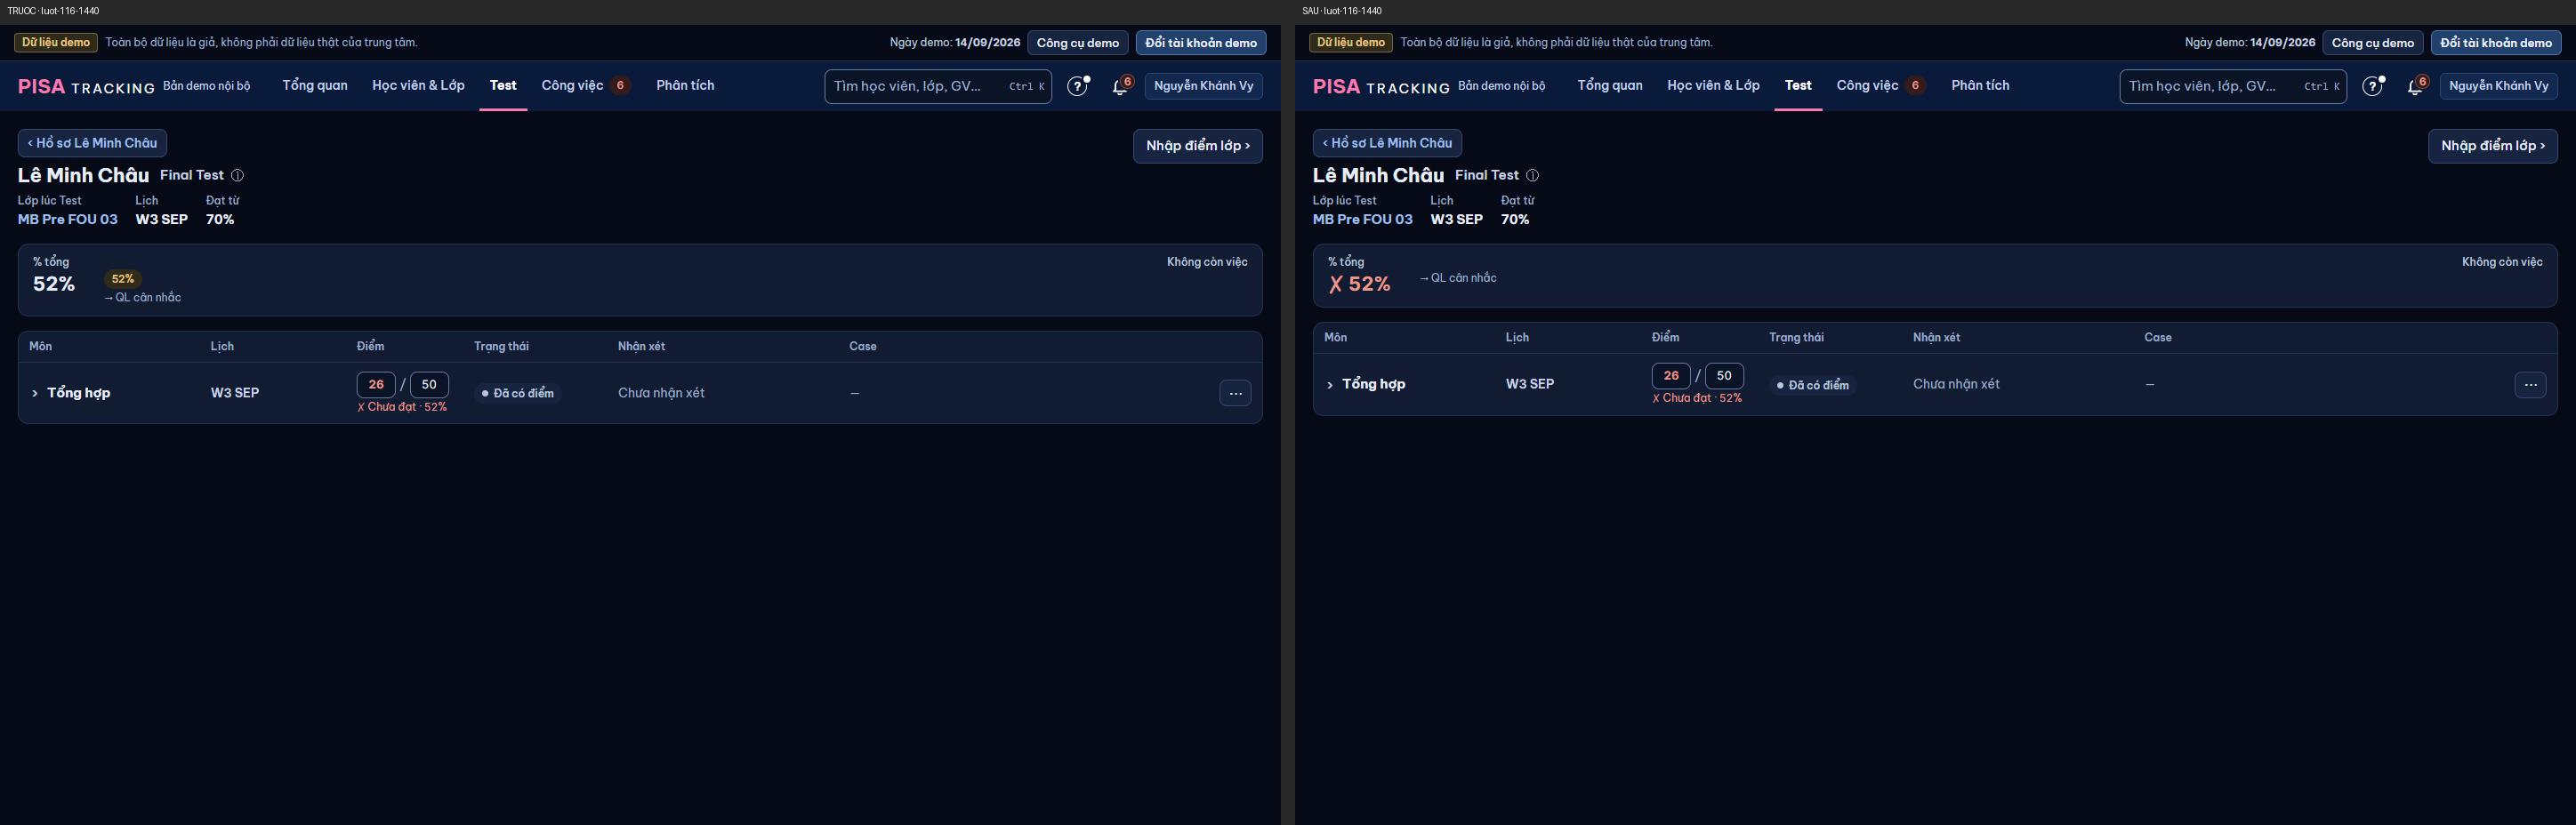 TRUOC · luot-116-1440
Dữ liệu demo Toàn bộ dữ liệu là giả, không phải dữ liệu thật của trung tâm. Ngày demo: 14/09/2026 Công cụ demo Đổi tài khoản demo
PISA TRACKING Bản demo nội bộ Tổng quan Học viên & Lớp Test Công việc 6 Phân tích Tìm học viên, lớp, GV... Ctrl K ? 6 Nguyễn Khánh Vy
‹ Hồ sơ Lê Minh Châu Nhập điểm lớp ›
Lê Minh Châu Final Test ⓘ
Lớp lúc Test Lịch Đạt từ
MB Pre FOU 03 W3 SEP 70%
% tổng Không còn việc
52% 52%
→ QL cân nhắc
Môn Lịch Điểm Trạng thái Nhận xét Case
› Tổng hợp W3 SEP 26 / 50 • Đã có điểm Chưa nhận xét — ...
✗ Chưa đạt · 52%
SAU · luot-116-1440
Dữ liệu demo Toàn bộ dữ liệu là giả, không phải dữ liệu thật của trung tâm. Ngày demo: 14/09/2026 Công cụ demo Đổi tài khoản demo
PISA TRACKING Bản demo nội bộ Tổng quan Học viên & Lớp Test Công việc 6 Phân tích Tìm học viên, lớp, GV... Ctrl K ? 6 Nguyễn Khánh Vy
‹ Hồ sơ Lê Minh Châu Nhập điểm lớp ›
Lê Minh Châu Final Test ⓘ
Lớp lúc Test Lịch Đạt từ
MB Pre FOU 03 W3 SEP 70%
% tổng Không còn việc
✗ 52% → QL cân nhắc
Môn Lịch Điểm Trạng thái Nhận xét Case
› Tổng hợp W3 SEP 26 / 50 • Đã có điểm Chưa nhận xét — ...
✗ Chưa đạt · 52%